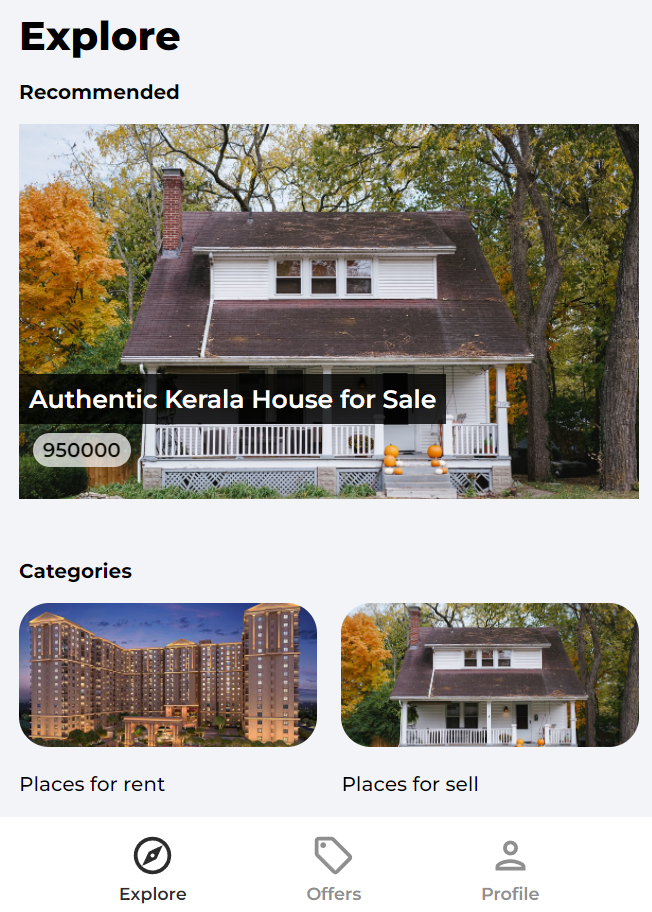 Explore
Recommended
Authentic Kerala House for Sale
950000
Categories
Places for rent
Places for sell
Explore
Offers
Profile